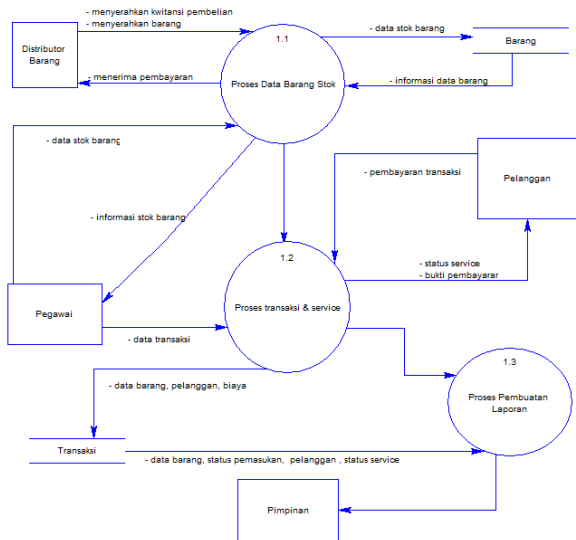 - menyerahkan kwitansi pembelian
- menyerahkan barang
Distributor
Barang
- menerima pembayaran
1.1
Proses Data Barang Stok
- data stok barang
Barang
- informasi data barang
- data stok barang
- pembayaran transaksi
Pelanggan
- informasi stok barang
1.2
Proses transaksi & service
- status service
- bukti pembayarar
Pegawai
- data transaksi
1.3
Proses Pembuatan
Laporan
- data barang, pelanggan, biaya
Transaksi
- data barang, status pemasukan, pelanggan , status service
Pimpinan